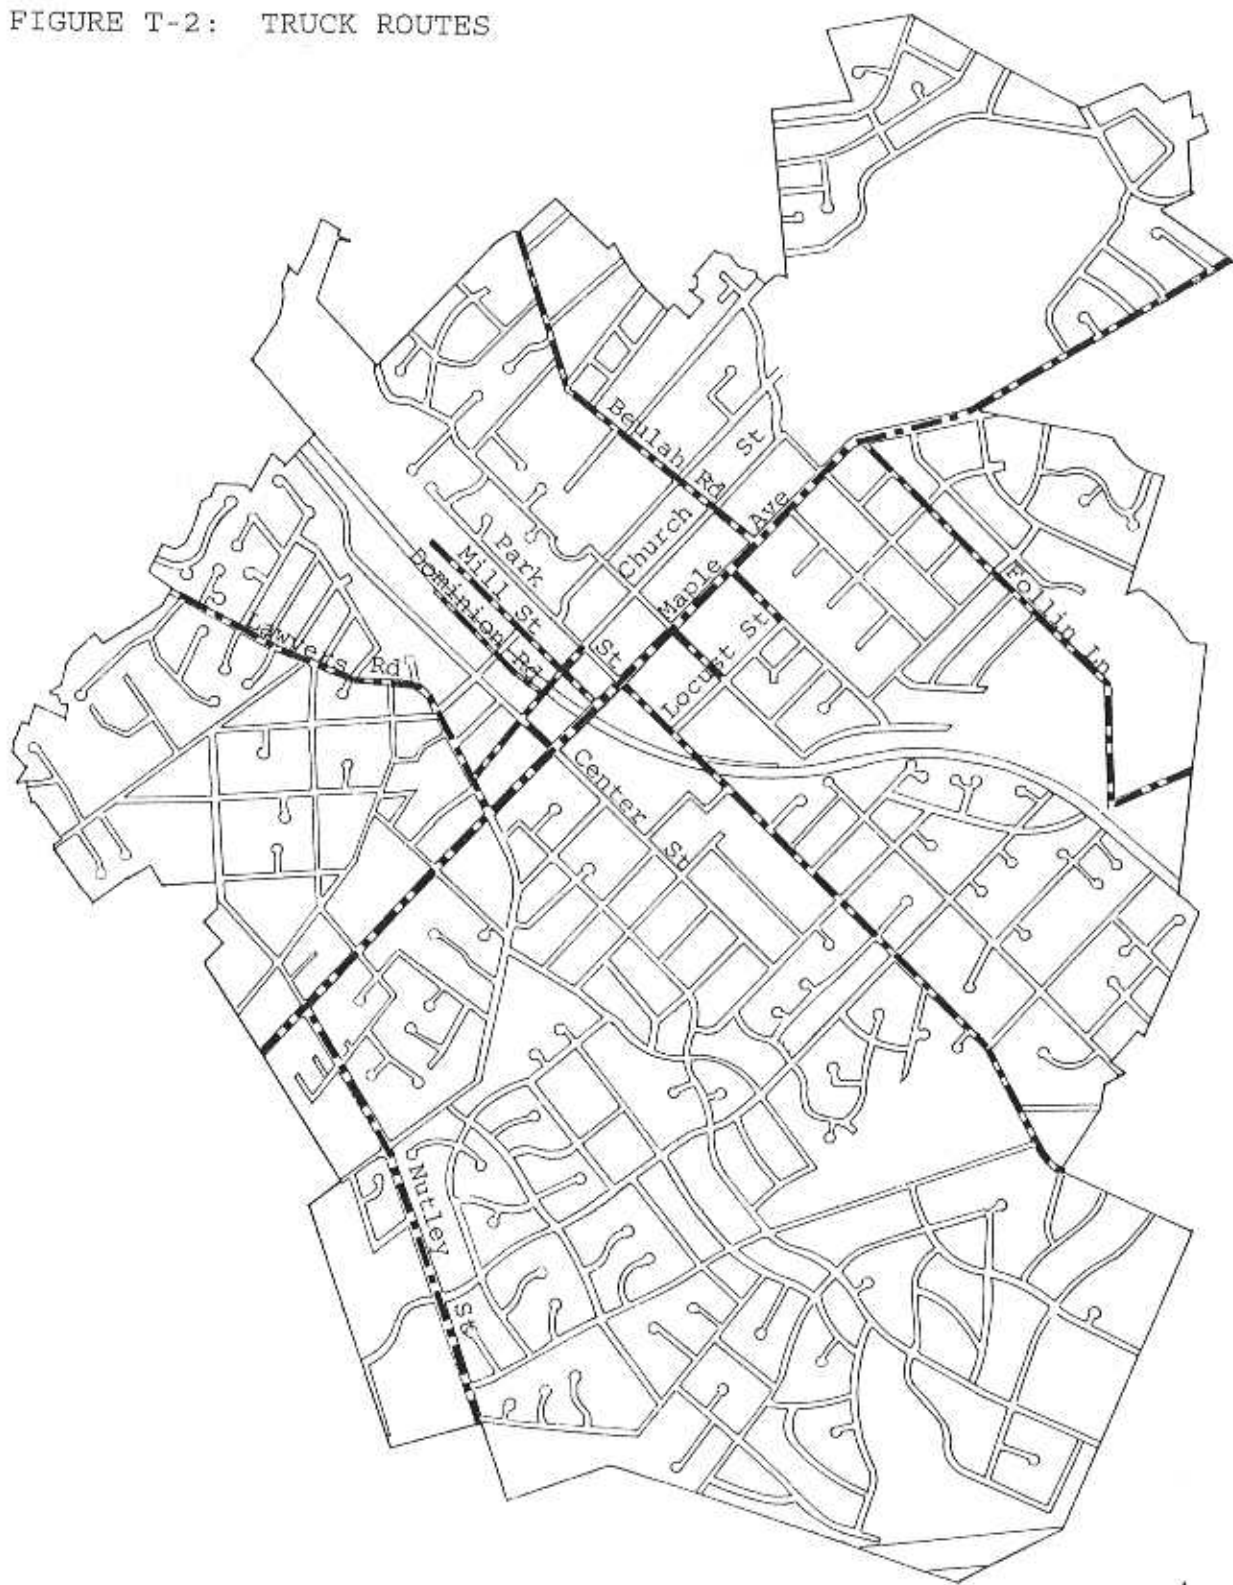 FIGURE T-2: TRUCK ROUTES
Beulah Rd
Church St
Park St
Mill St
Dominion Rd
Maple Ave
Locust St
Follin Ln
Lawyers Rd
Center St
Nutley St